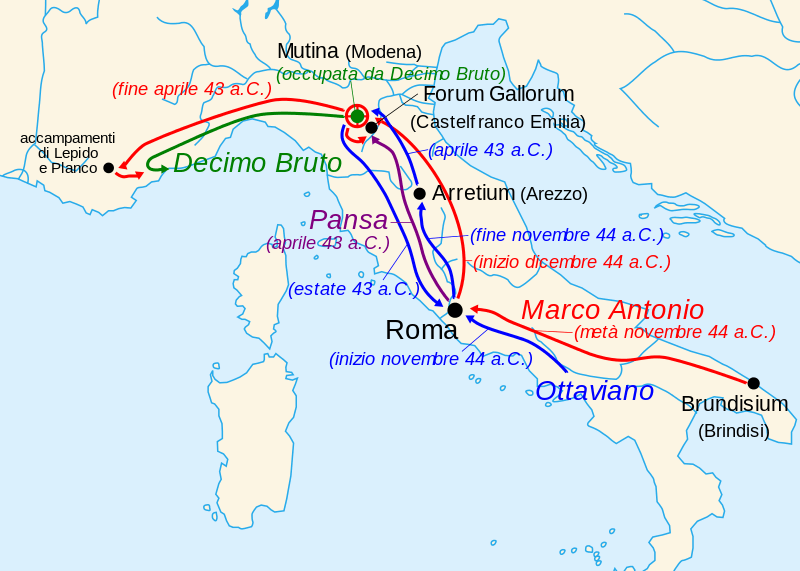 Mutina (Modena)
(occupata da Decimo Bruto)
(fine aprile 43 a.C.)
Forum Gallorum
(Castelfranco Emilia)
accampamenti
di Lepido
e Planco
Decimo Bruto
(aprile 43 a.C.)
Arretium (Arezzo)
Pansa
(aprile 43 a.C.)
(fine novembre 44 a.C.)
(inizio dicembre 44 a.C.)
(estate 43 a.C.)
Marco Antonio
(metà novembre 44 a.C.)
Roma
(inizio novembre 44 a.C.)
Ottaviano
Brundisium
(Brindisi)